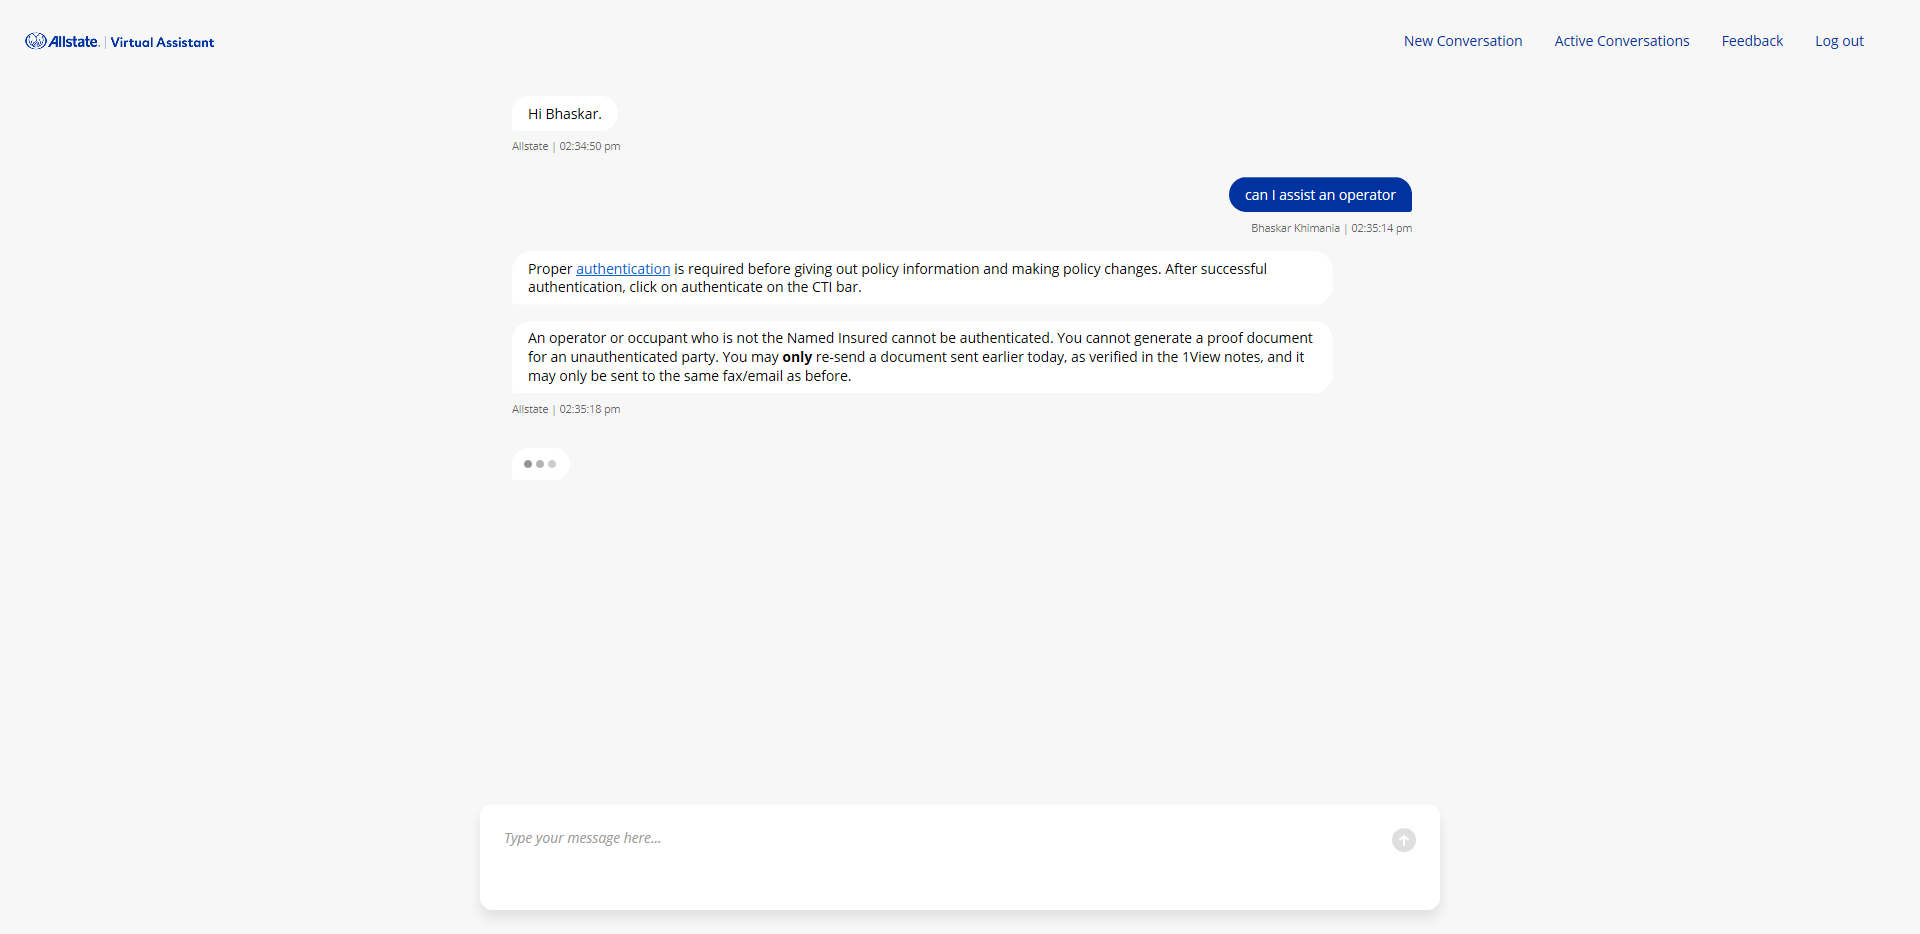 Allstate. | Virtual Assistant
New Conversation Active Conversations Feedback Log out
Hi Bhaskar.
Allstate | 02:34:50 pm
can I assist an operator
Bhaskar Khimania | 02:35:14 pm
Proper authentication is required before giving out policy information and making policy changes. After successful
authentication, click on authenticate on the CTI bar.
An operator or occupant who is not the Named Insured cannot be authenticated. You cannot generate a proof document
for an unauthenticated party. You may only re-send a document sent earlier today, as verified in the 1View notes, and it
may only be sent to the same fax/email as before.
Allstate | 02:35:18 pm
Type your message here...